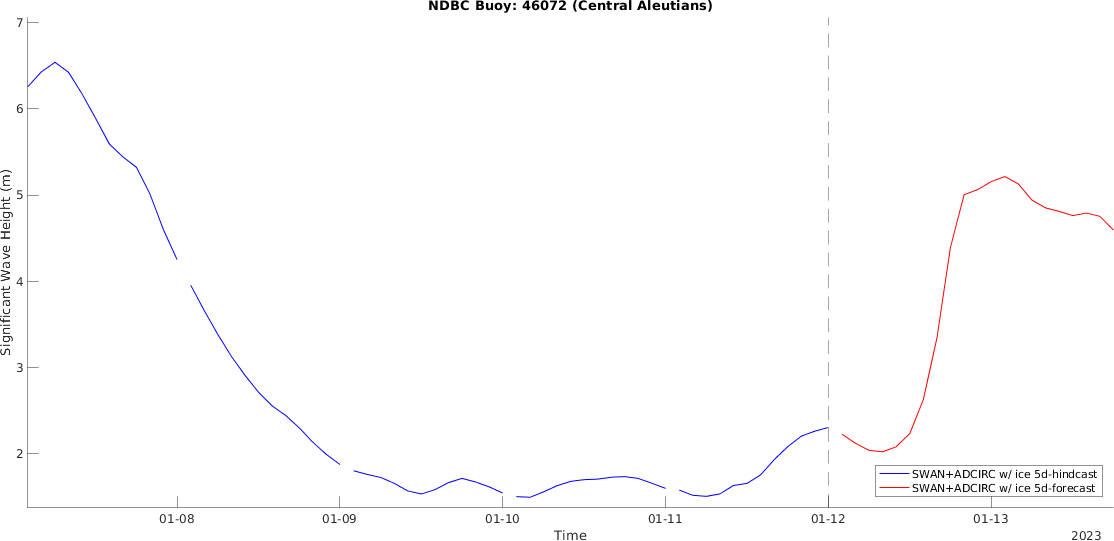 NDBC Buoy: 46072 (Central Aleutians)
7
6
5
4
3
2
Significant Wave Height (m)
01-08
01-09
01-10
01-11
01-12
01-13
Time
2023
SWAN+ADCIRC w/ ice 5d-hindcast
SWAN+ADCIRC w/ ice 5d-forecast